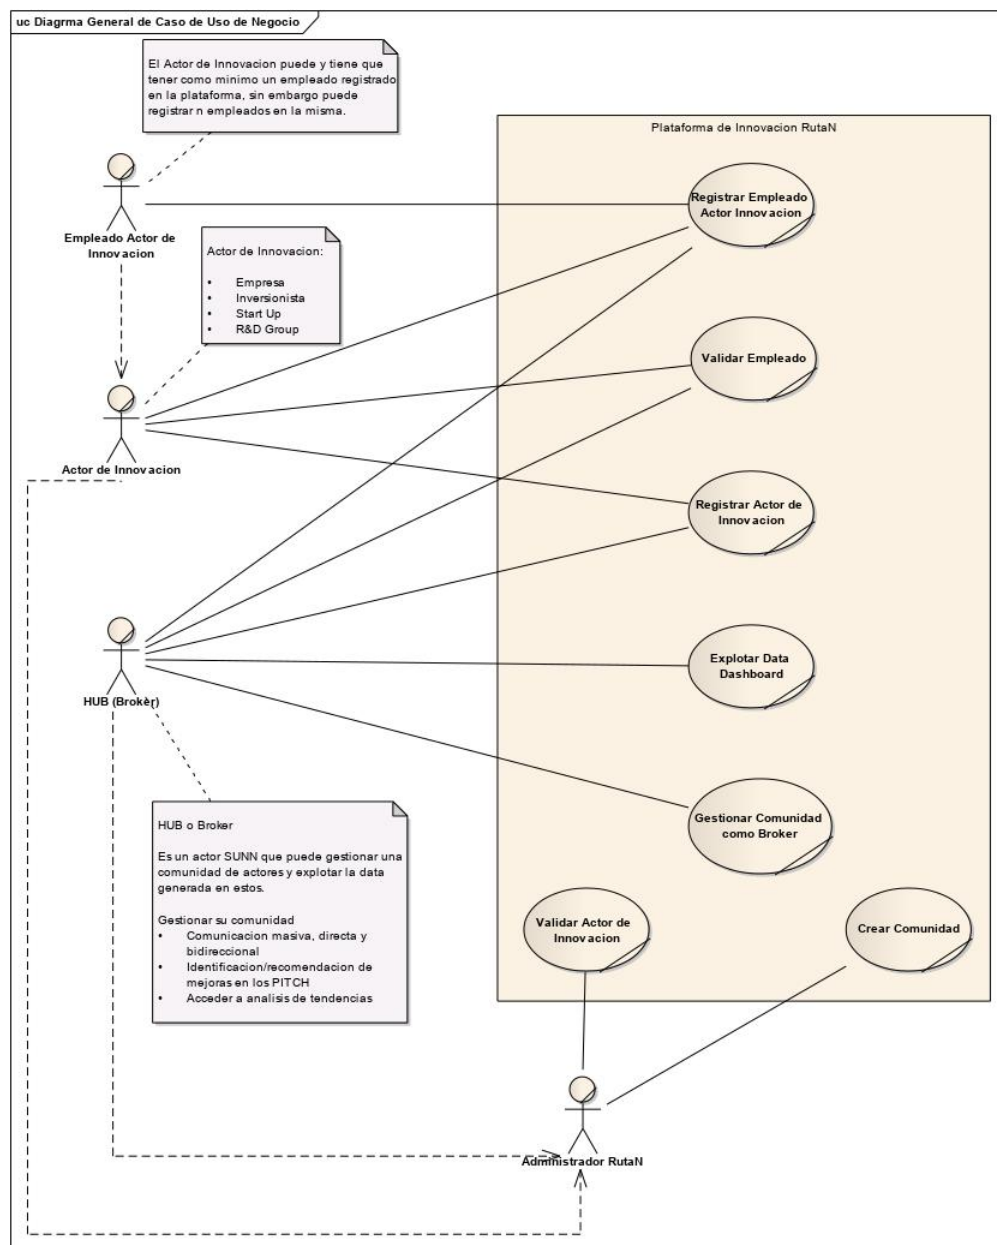 uc Diagrma General de Caso de Uso de Negocio
El Actor de Innovacion puede y tiene que
tener como minimo un empleado registrado
en la plataforma, sin embargo puede
registrar n empleados en la misma.
Plataforma de Innovacion RutaN
Registrar Empleado
Actor Innovacion
Empleado Actor de
Innovacion
Actor de Innovacion:
• Empresa
• Inversionista
• Start Up
• R&D Group
Validar Empleado
Actor de Innovacion
Registrar Actor de
Innovacion
Explotar Data
Dashboard
HUB (Broker)
Gestionar Comunidad
como Broker
HUB o Broker
Es un actor SUNN que puede gestionar una
comunidad de actores y explotar la data
generada en estos.
Gestionar su comunidad
• Comunicacion masiva, directa y
bidireccional
• Identificacion/recomendacion de
mejoras en los PITCH
• Acceder a analisis de tendencias
Validar Actor de
Innovacion
Crear Comunidad
Administrador RutaN